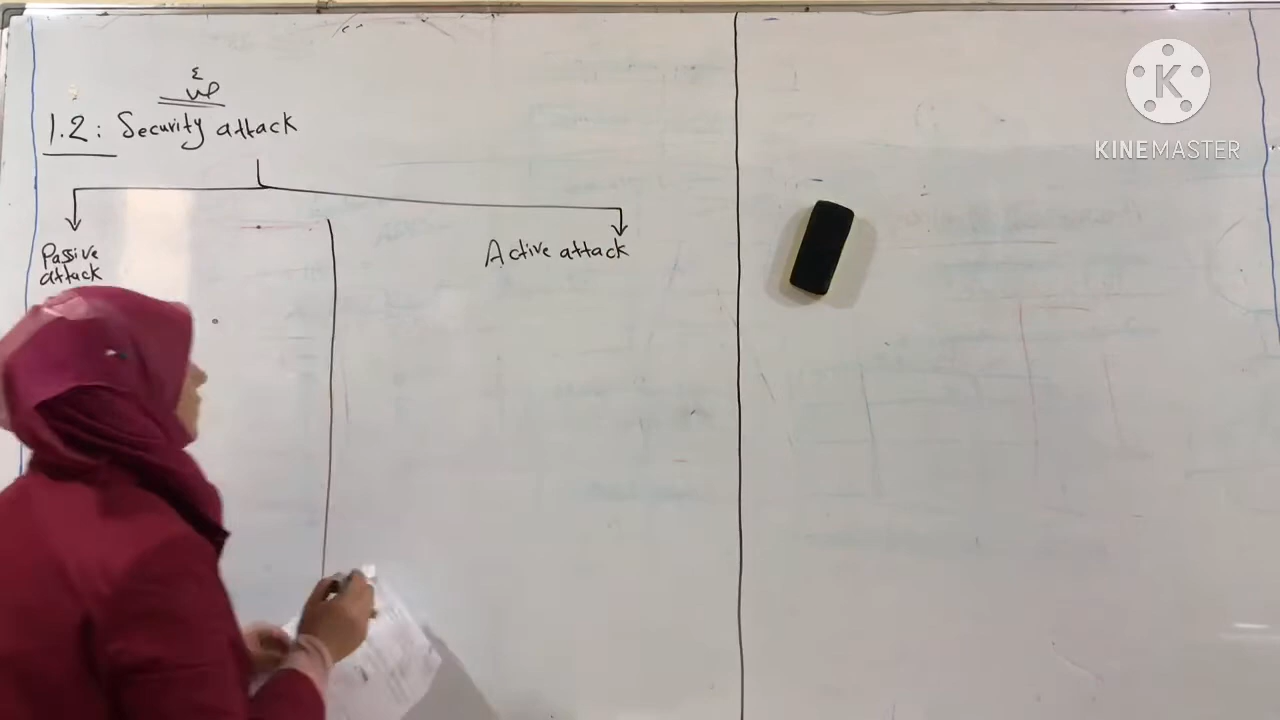 1.2: Security attack
Passive
attack
Active attack
K
KINEMASTER